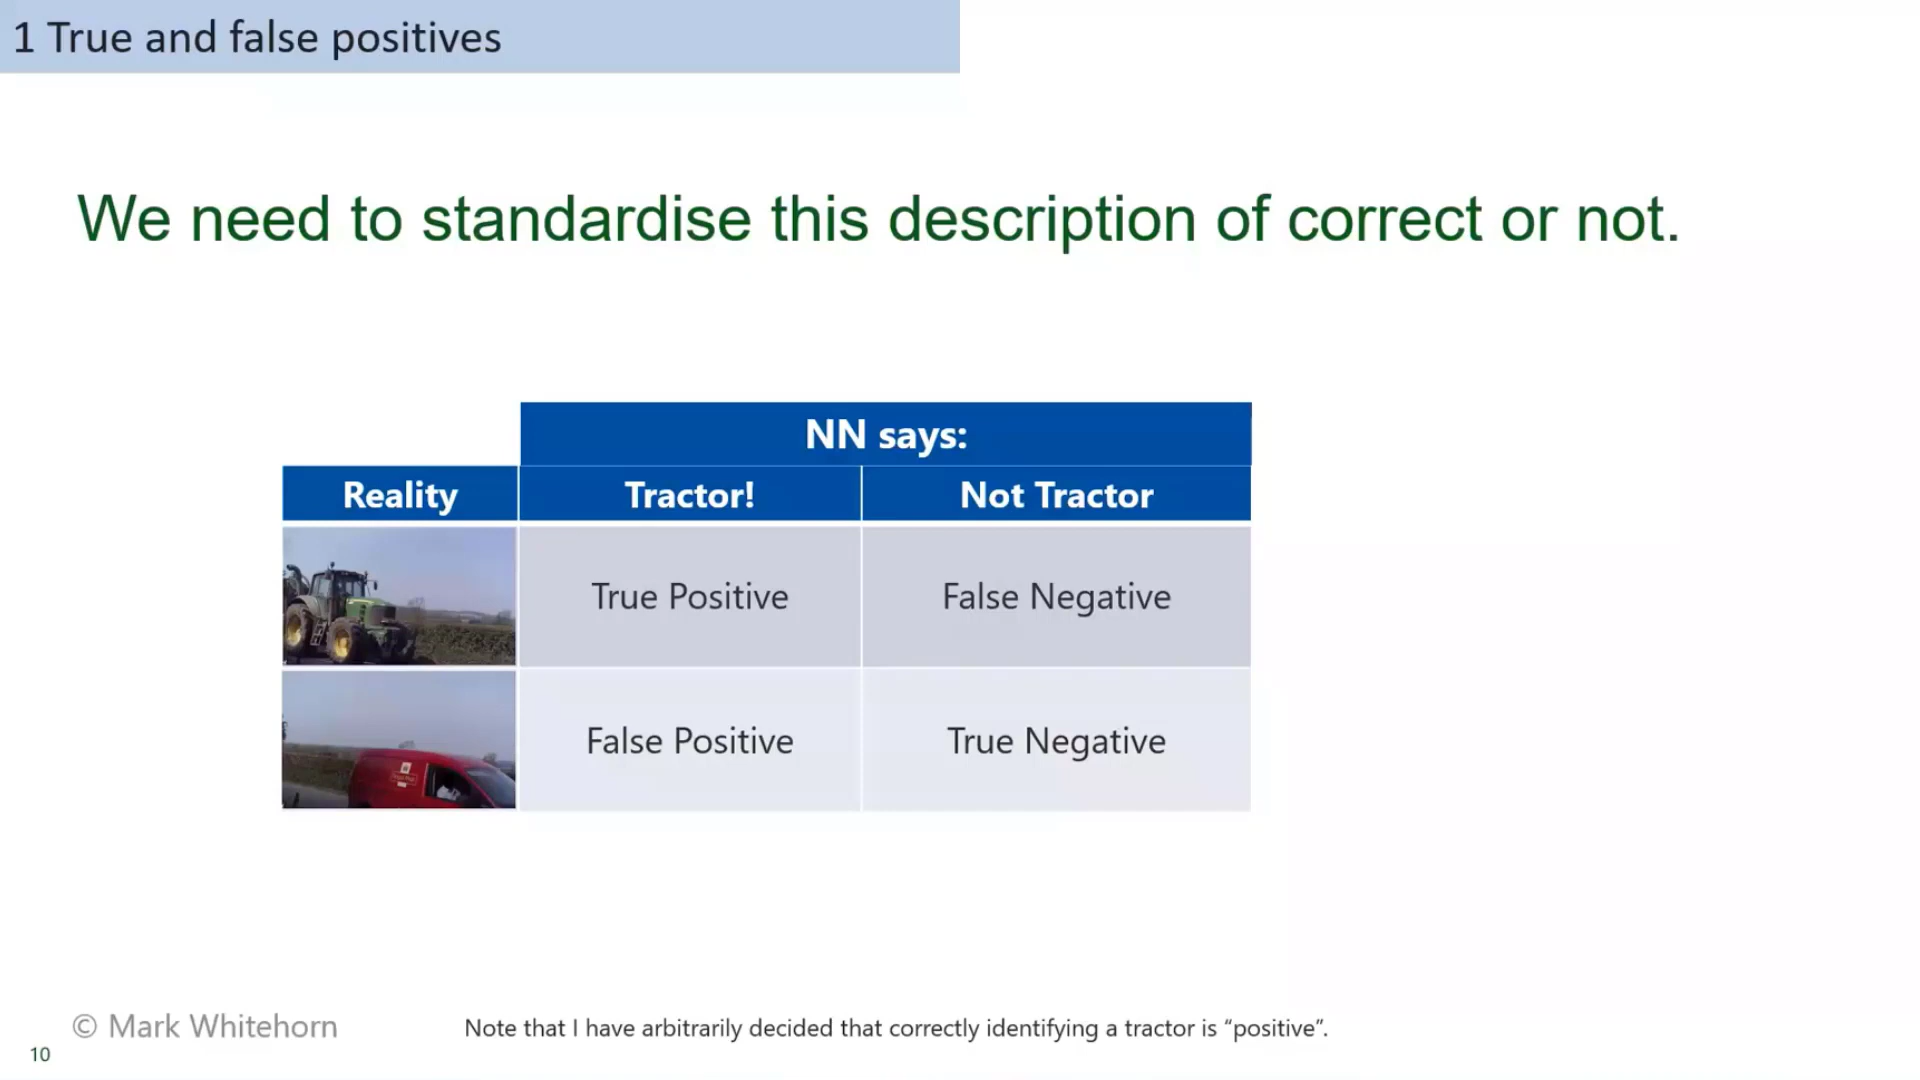 1 True and false positives
We need to standardise this description of correct or not.
NN says:
Reality Tractor! Not Tractor
True Positive False Negative
False Positive True Negative
© Mark Whitehorn
Note that I have arbitrarily decided that correctly identifying a tractor is “positive”.
10